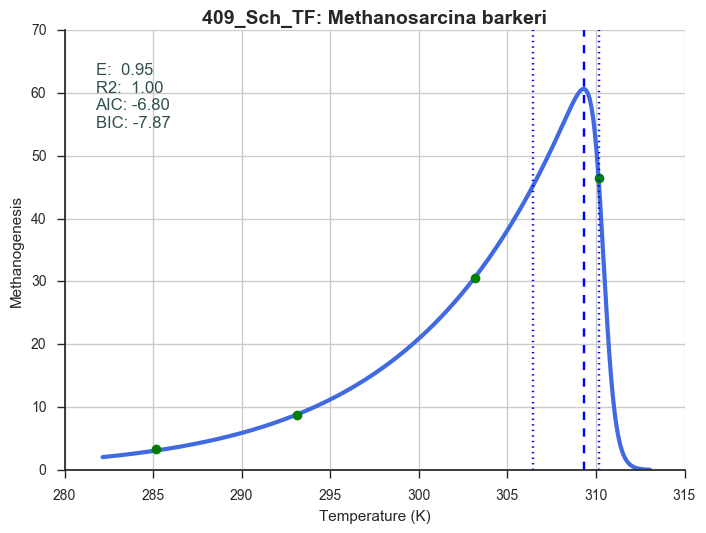 409_Sch_TF: Methanosarcina barkeri
E: 0.95
R2: 1.00
AIC: -6.80
BIC: -7.87
Methanogenesis
70
60
50
40
30
20
10
0
280 285 290 295 300 305 310 315
Temperature (K)